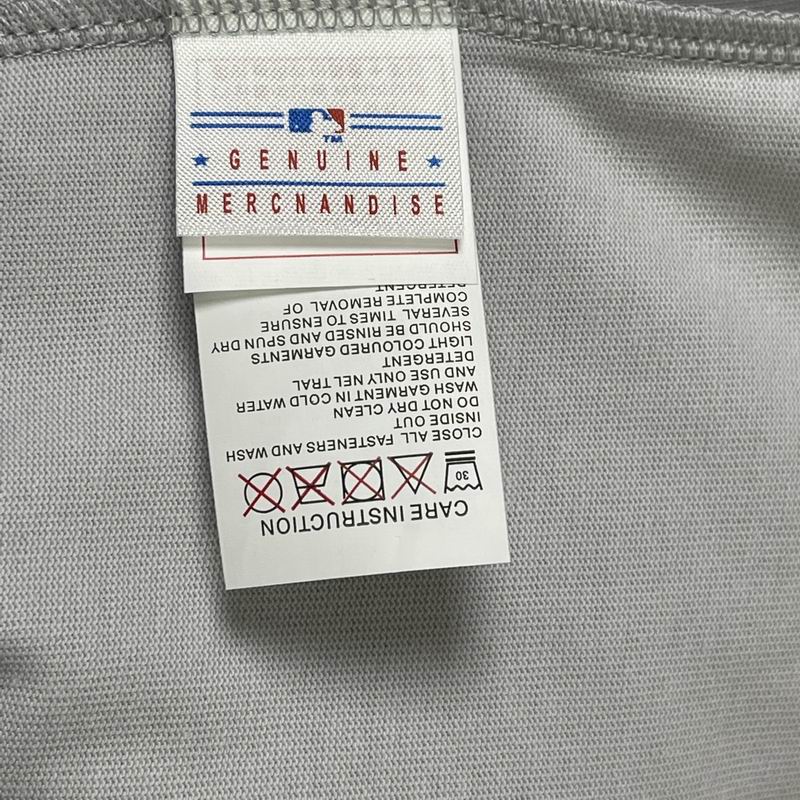 TM
GENUINE
MERCNANDISE
CARE INSTRUCTION
30
CLOSE ALL FASTENERS AND WASH
INSIDE OUT
DO NOT DRY CLEAN
WASH GARMENT IN COLD WATER
AND USE ONLY NEL TRAL
DETERGENT
LIGHT COLOURED GARMENTS
SHOULD BE RINSED AND SPUN DRY
SEVERAL TIMES TO ENSURE
COMPLETE REMOVAL OF
DETERGENT